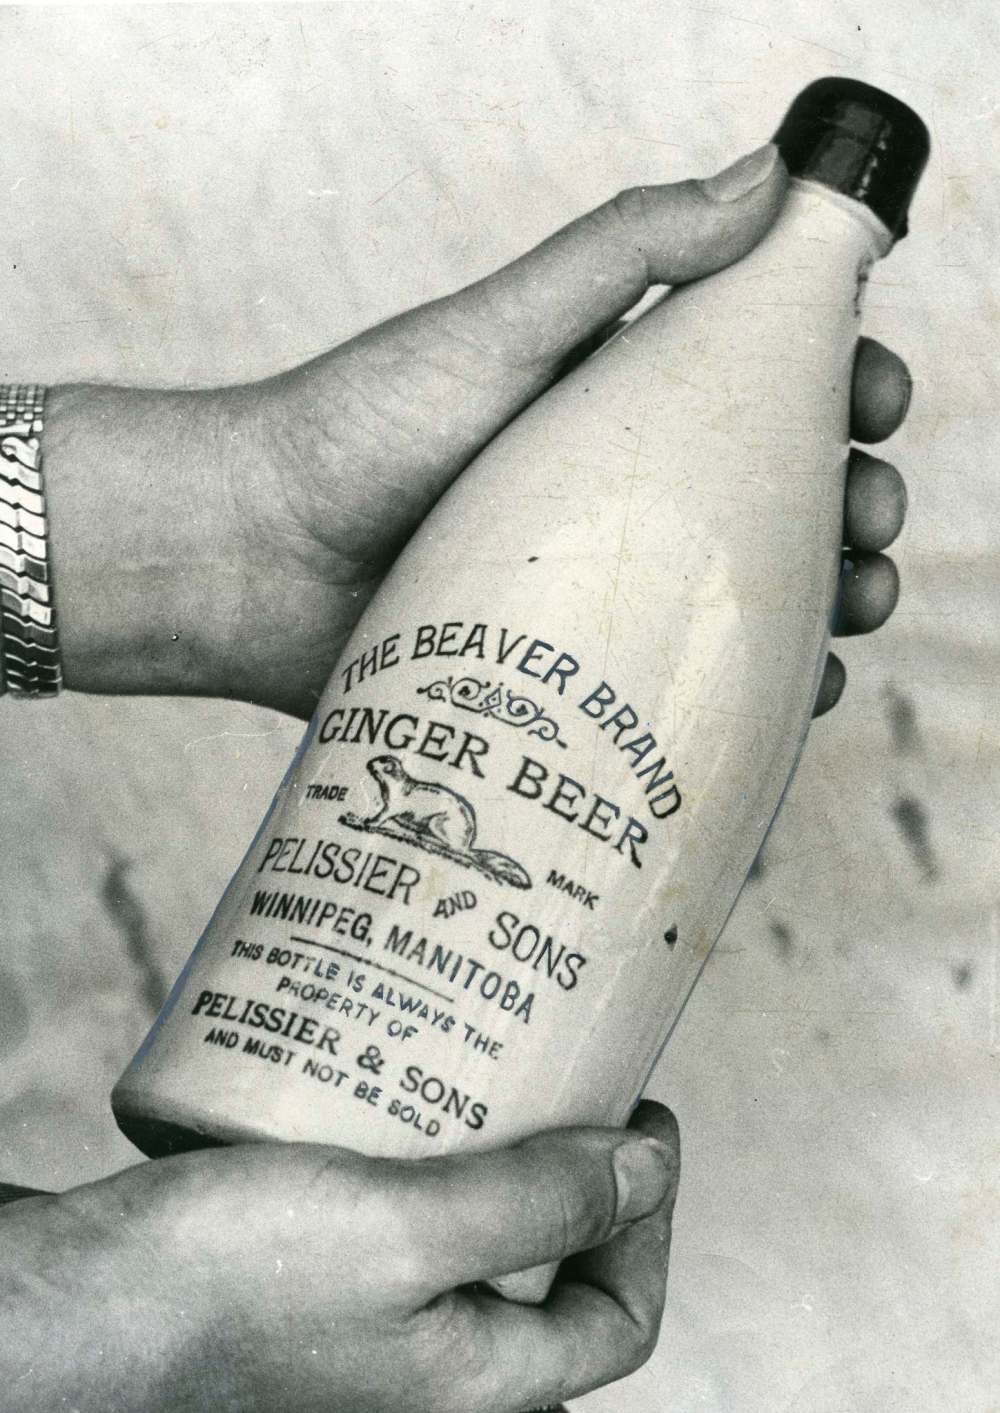 THE BEAVER BRAND
GINGER BEER
TRADE MARK
PELISSIER AND SONS
WINNIPEG, MANITOBA
THIS BOTTLE IS ALWAYS THE
PROPERTY OF
PELISSIER & SONS
AND MUST NOT BE SOLD